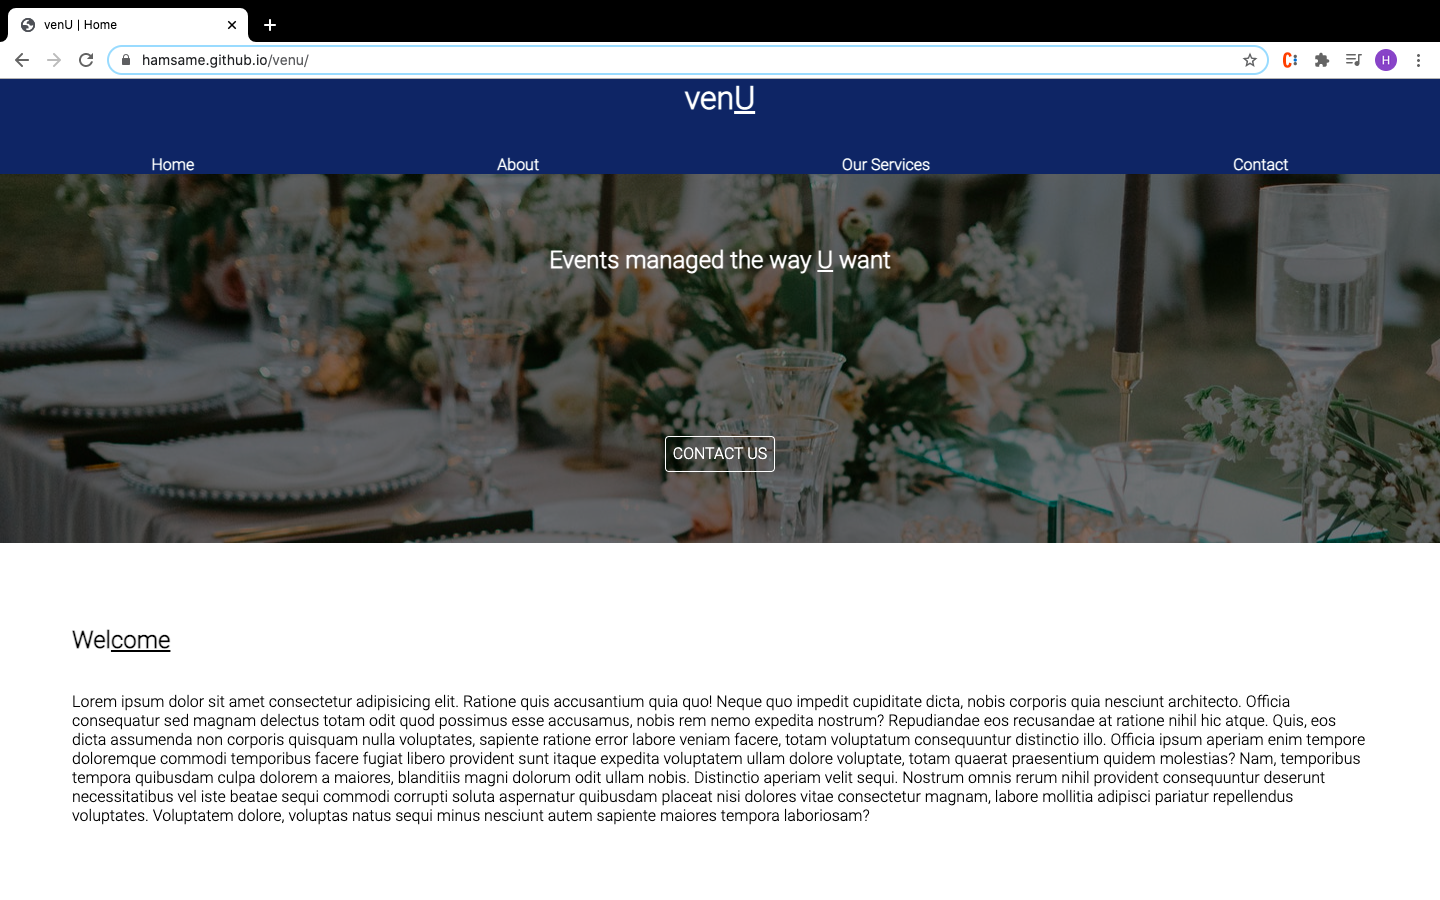 venU | Home
hamsame.github.io/venu/
H
venU
Home About Our Services Contact
Events managed the way U want
CONTACT US
Welcome
Lorem ipsum dolor sit amet consectetur adipisicing elit. Ratione quis accusantium quia quo! Neque quo impedit cupiditate dicta, nobis corporis quia nesciunt architecto. Officia
consequatur sed magnam delectus totam odit quod possimus esse accusamus, nobis rem nemo expedita nostrum? Repudiandae eos recusandae at ratione nihil hic atque. Quis, eos
dicta assumenda non corporis quisquam nulla voluptates, sapiente ratione error labore veniam facere, totam voluptatum consequuntur distinctio illo. Officia ipsum aperiam enim tempore
doloremque commodi temporibus facere fugiat libero provident sunt itaque expedita voluptatem ullam dolore voluptate, totam quaerat praesentium quidem molestias? Nam, temporibus
tempora quibusdam culpa dolorem a maiores, blanditiis magni dolorum odit ullam nobis. Distinctio aperiam velit sequi. Nostrum omnis rerum nihil provident consequuntur deserunt
necessitatibus vel iste beatae sequi commodi corrupti soluta aspernatur quibusdam placeat nisi dolores vitae consectetur magnam, labore mollitia adipisci pariatur repellendus
voluptates. Voluptatem dolore, voluptas natus sequi minus nesciunt autem sapiente maiores tempora laboriosam?